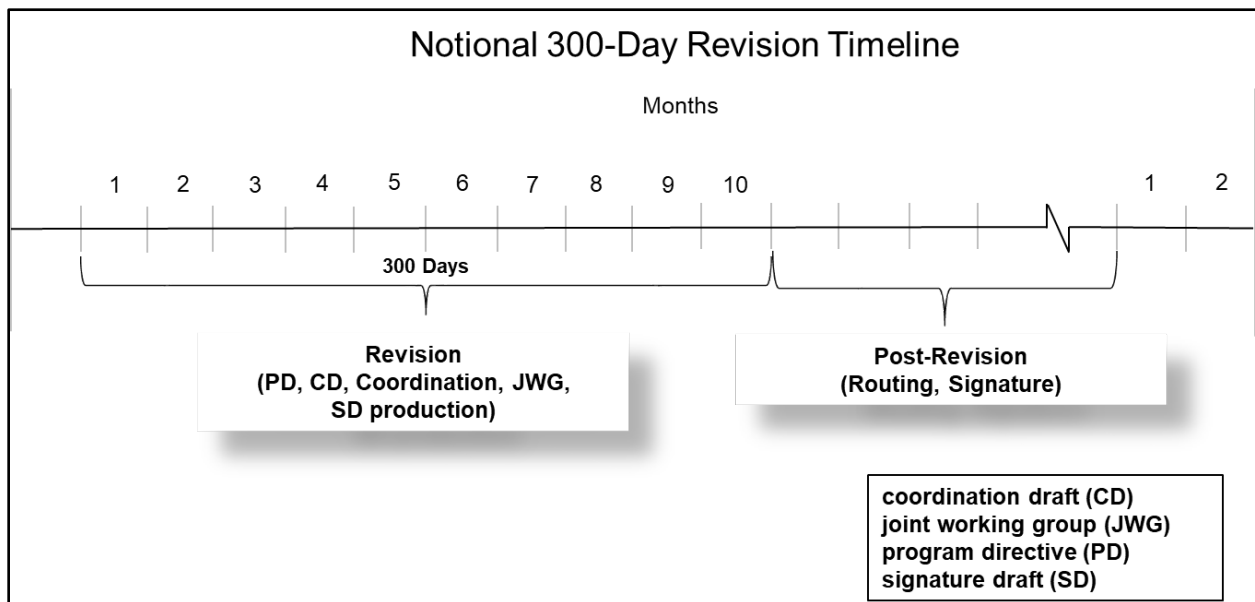 Notional 300-Day Revision Timeline
Months
1 2 3 4 5 6 7 8 9 10 1 2
300 Days
Revision
(PD, CD, Coordination, JWG,
SD production)
Post-Revision
(Routing, Signature)
coordination draft (CD)
joint working group (JWG)
program directive (PD)
signature draft (SD)